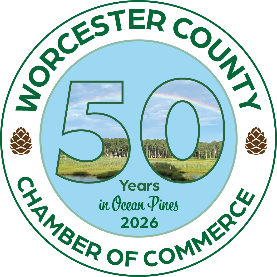 WORCESTER COUNTY
50
Years
in Ocean Pines
2026
CHAMBER OF COMMERCE